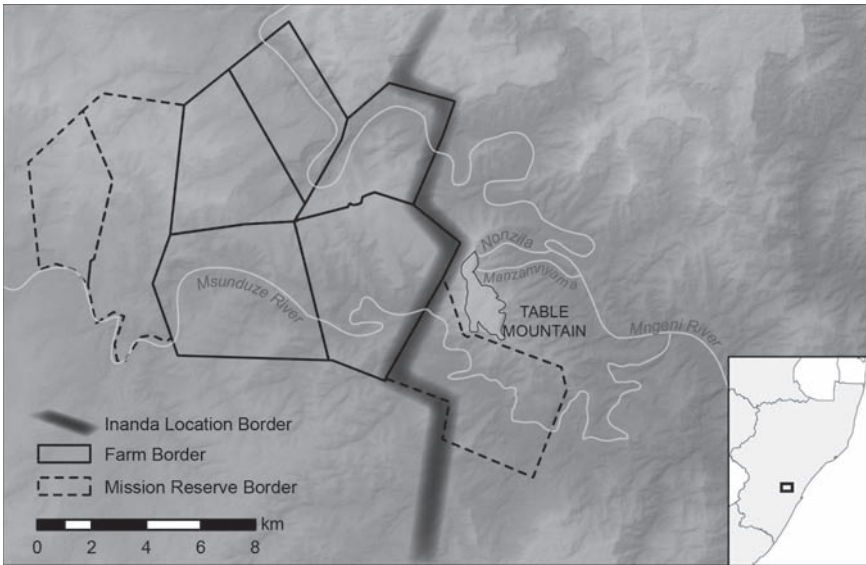 Nonzila
Manzamnyama
Msunduze River
TABLE
MOUNTAIN
Mngeni River
Inanda Location Border
Farm Border
Mission Reserve Border
km
0 2 4 6 8